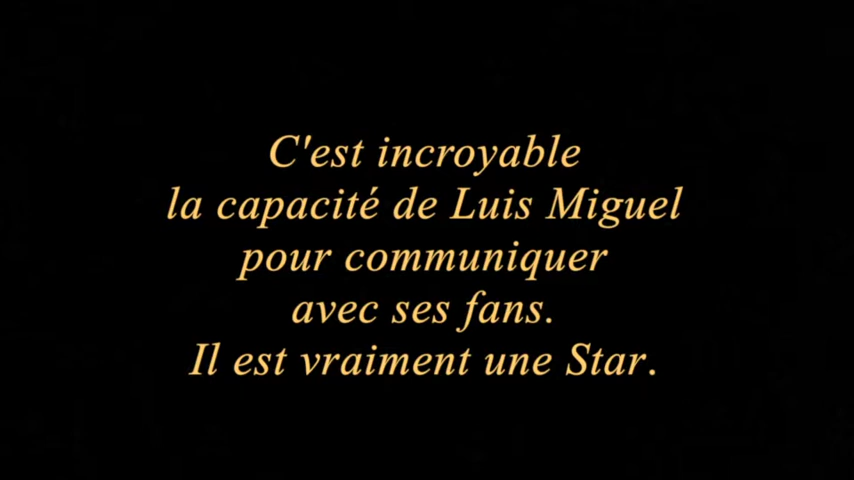 C'est incroyable
la capacité de Luis Miguel
pour communiquer
avec ses fans.
Il est vraiment une Star.